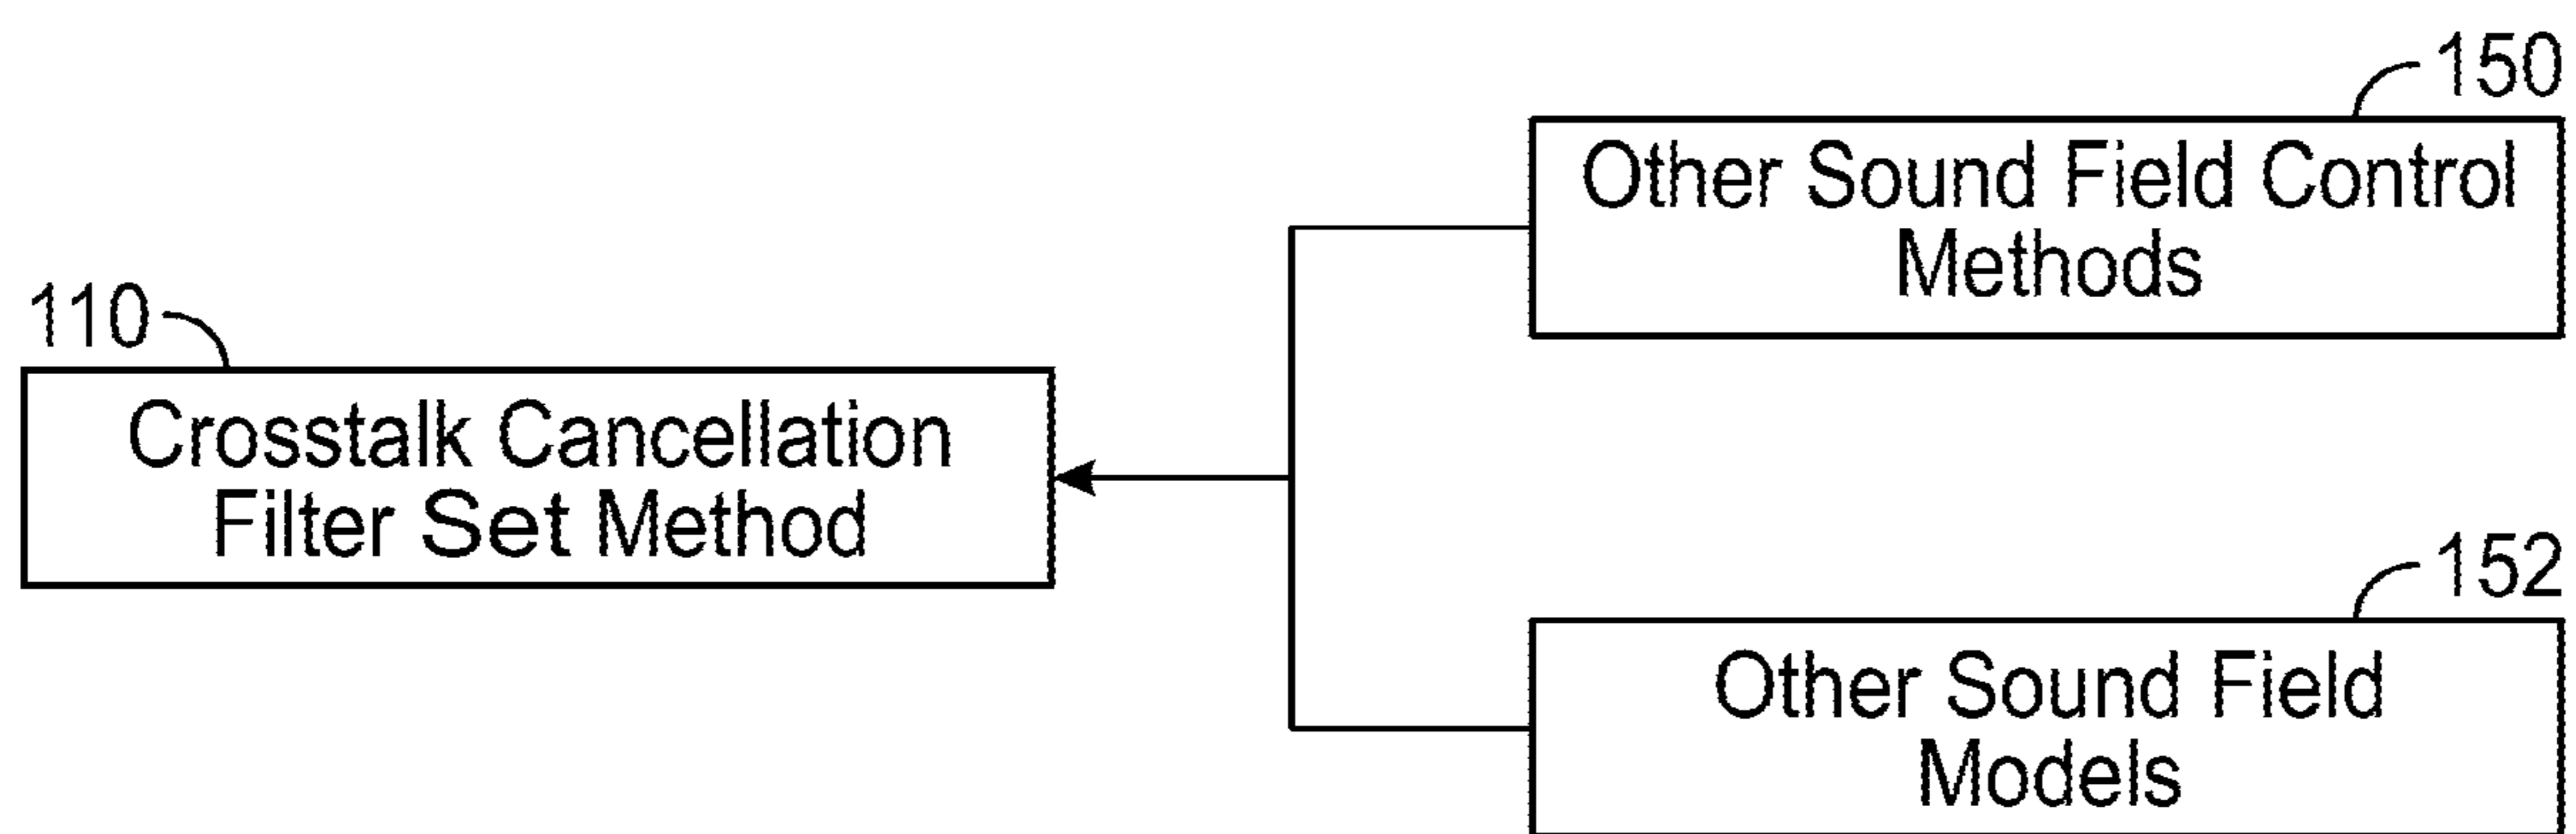 150
Other Sound Field Control
Methods
110
Crosstalk Cancellation
Filter Set Method
152
Other Sound Field
Models